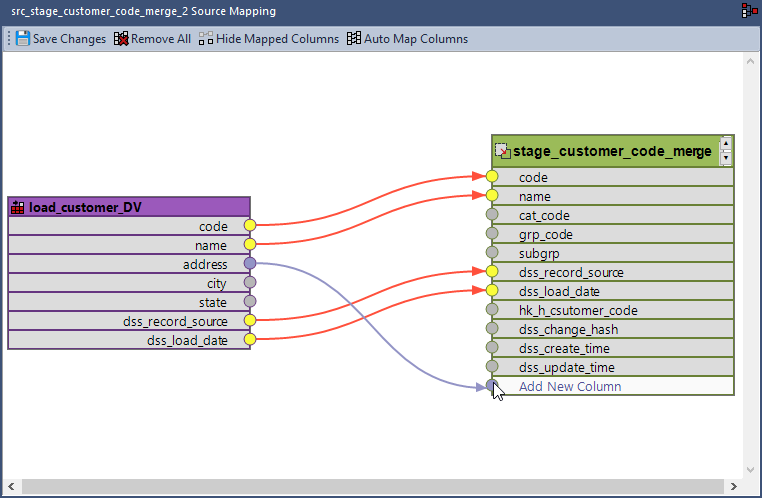 src_stage_customer_code_merge_2 Source Mapping
Save Changes Remove All Hide Mapped Columns Auto Map Columns
load_customer_DV
code
name
address
city
state
dss_record_source
dss_load_date
stage_customer_code_merge
code
name
cat_code
grp_code
subgrp
dss_record_source
dss_load_date
hk_h_csutomer_code
dss_change_hash
dss_create_time
dss_update_time
Add New Column